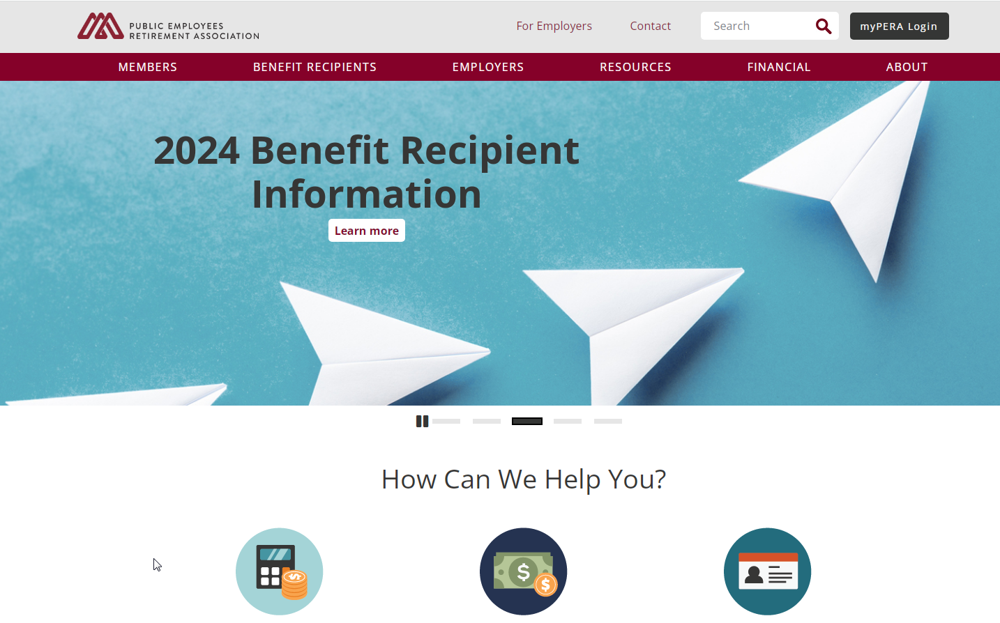 PUBLIC EMPLOYEES
RETIREMENT ASSOCIATION
For Employers
Contact
Search
myPERA Login
MEMBERS
BENEFIT RECIPIENTS
EMPLOYERS
RESOURCES
FINANCIAL
ABOUT
2024 Benefit Recipient
Information
Learn more
How Can We Help You?
$
$
$